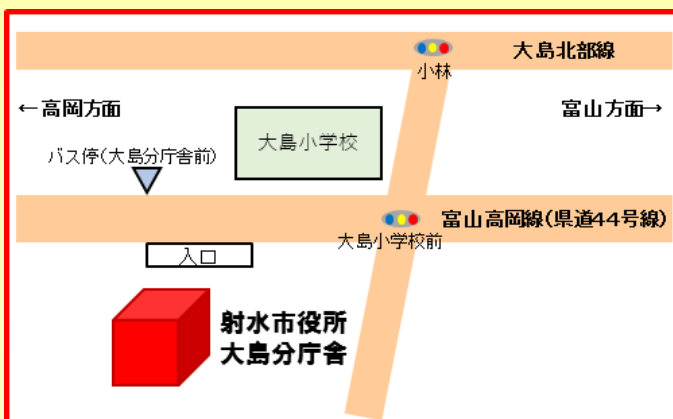 大島北部線
小林
←高岡方面
富山方面→
大島小学校
バス停(大島分庁舎前)
富山高岡線(県道44号線)
大島小学校前
入口
射水市役所
大島分庁舎